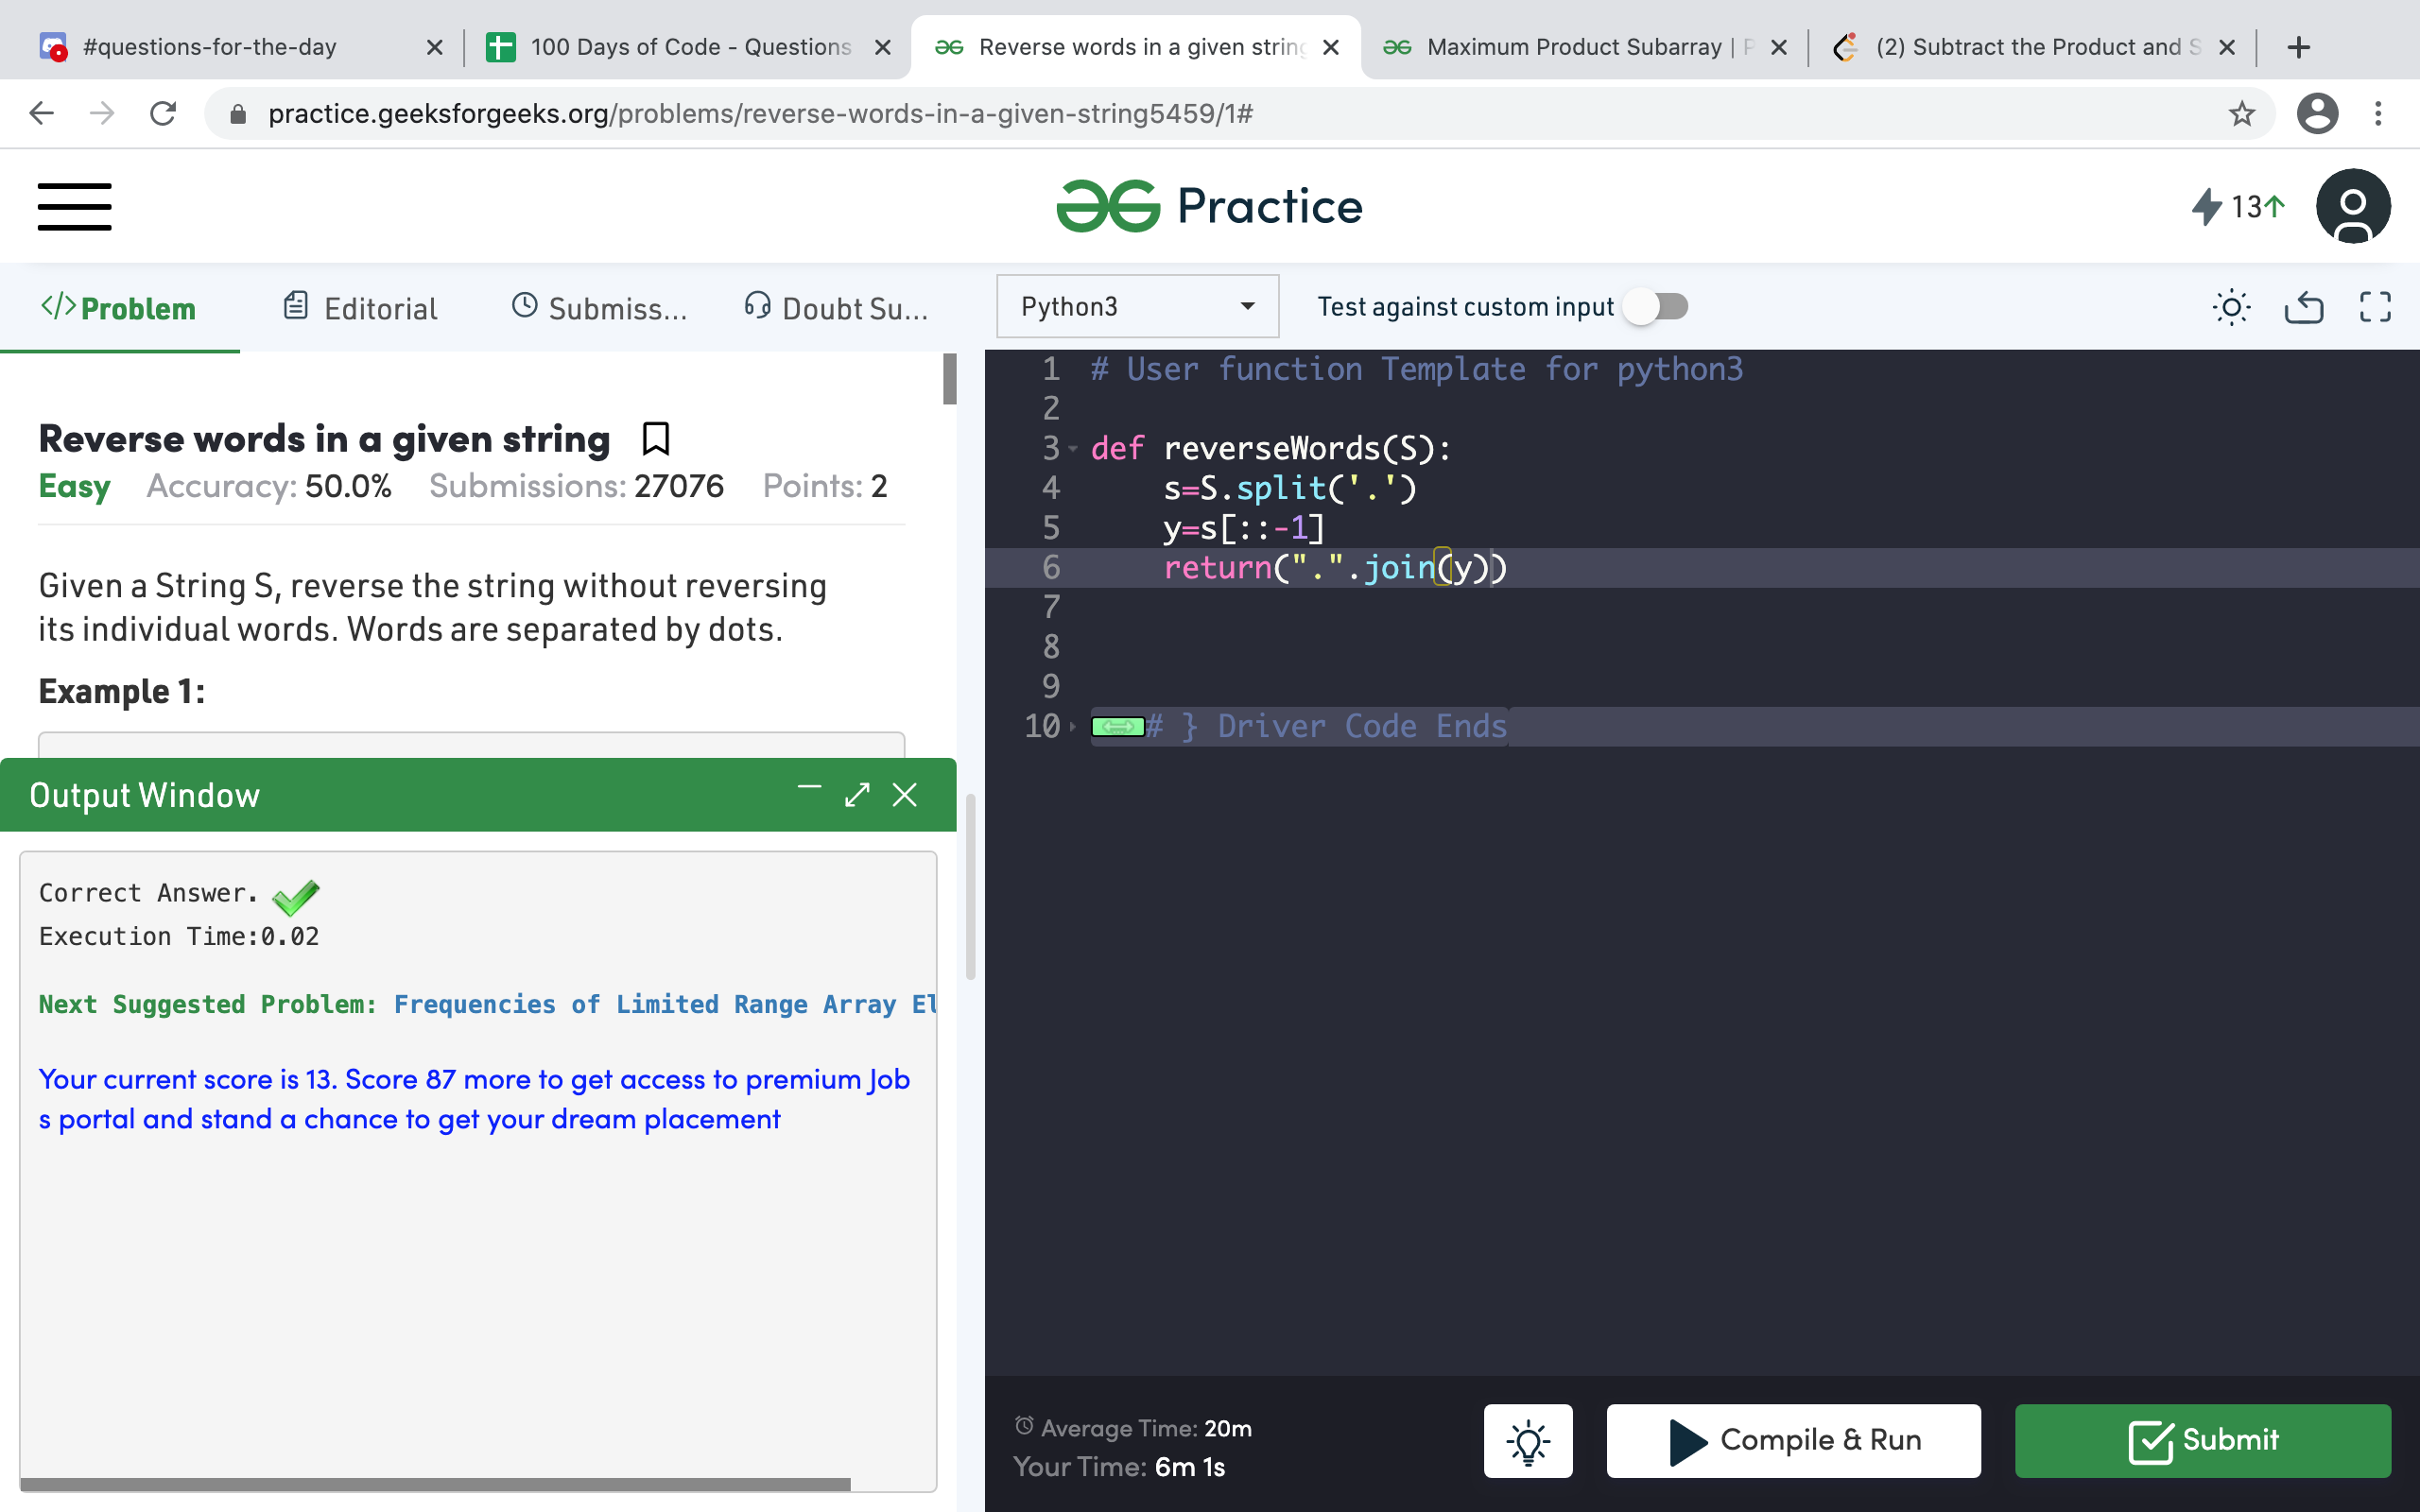 #questions-for-the-day
100 Days of Code - Questions
Reverse words in a given string
Maximum Product Subarray | P
(2) Subtract the Product and S
practice.geeksforgeeks.org/problems/reverse-words-in-a-given-string5459/1#
Practice
13
</>Problem
Editorial
Submiss...
Doubt Su...
Python3
Test against custom input
Reverse words in a given string
Easy Accuracy: 50.0% Submissions: 27076 Points: 2
Given a String S, reverse the string without reversing
its individual words. Words are separated by dots.
Example 1:
Output Window
Correct Answer.
Execution Time:0.02
Next Suggested Problem: Frequencies of Limited Range Array El
Your current score is 13. Score 87 more to get access to premium Job
s portal and stand a chance to get your dream placement
1 # User function Template for python3
2
3 def reverseWords(S):
4 s=S.split('.')
5 y=s[::-1]
6 return(".".join(y))
7
8
9
10 # } Driver Code Ends
Average Time: 20m
Your Time: 6m 1s
Compile & Run
Submit